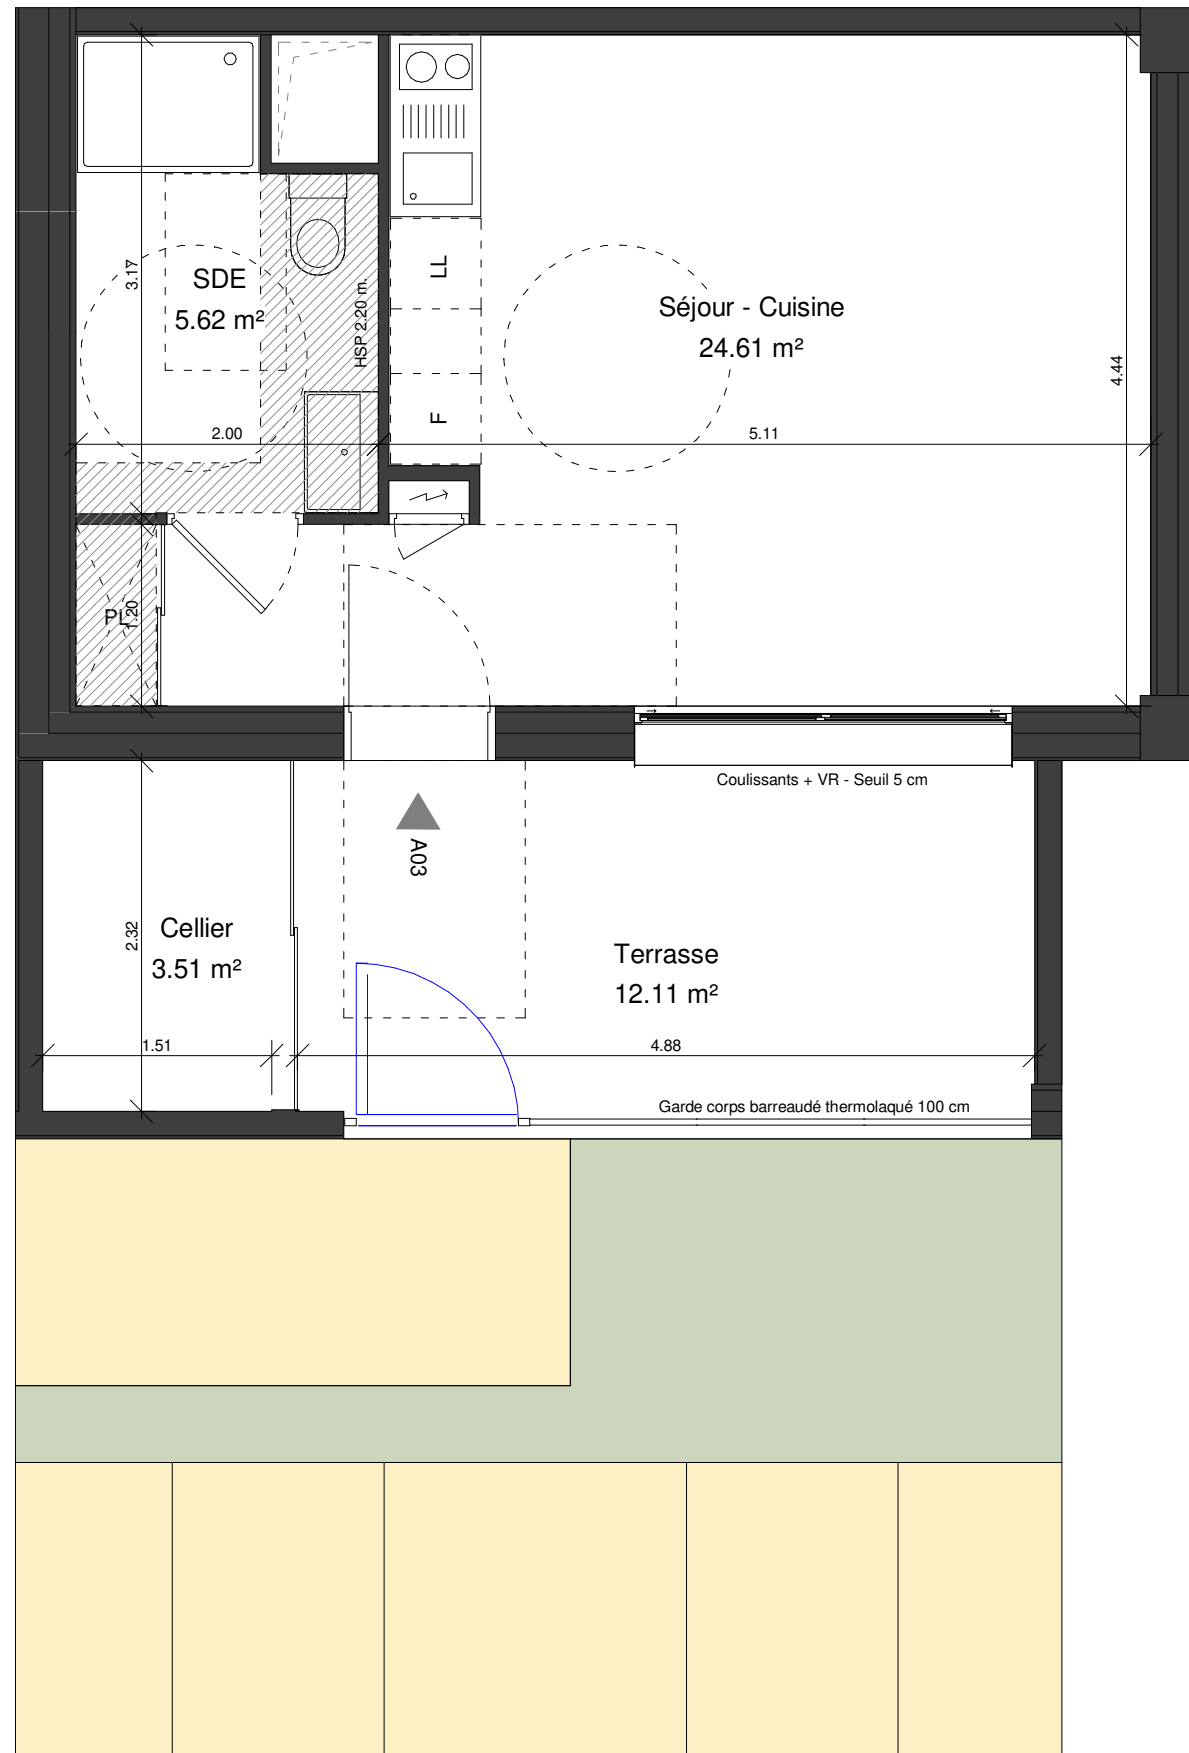 SDE
5.62 m²
3.17
HSP 2.20 m.
LL
F
Séjour - Cuisine
24.61 m²
4.44
2.00
5.11
PL
1.20
Coulissants + VR - Seuil 5 cm
A03
Cellier
3.51 m²
2.32
Terrasse
12.11 m²
1.51
4.88
Garde corps barreaudé thermolaqué 100 cm